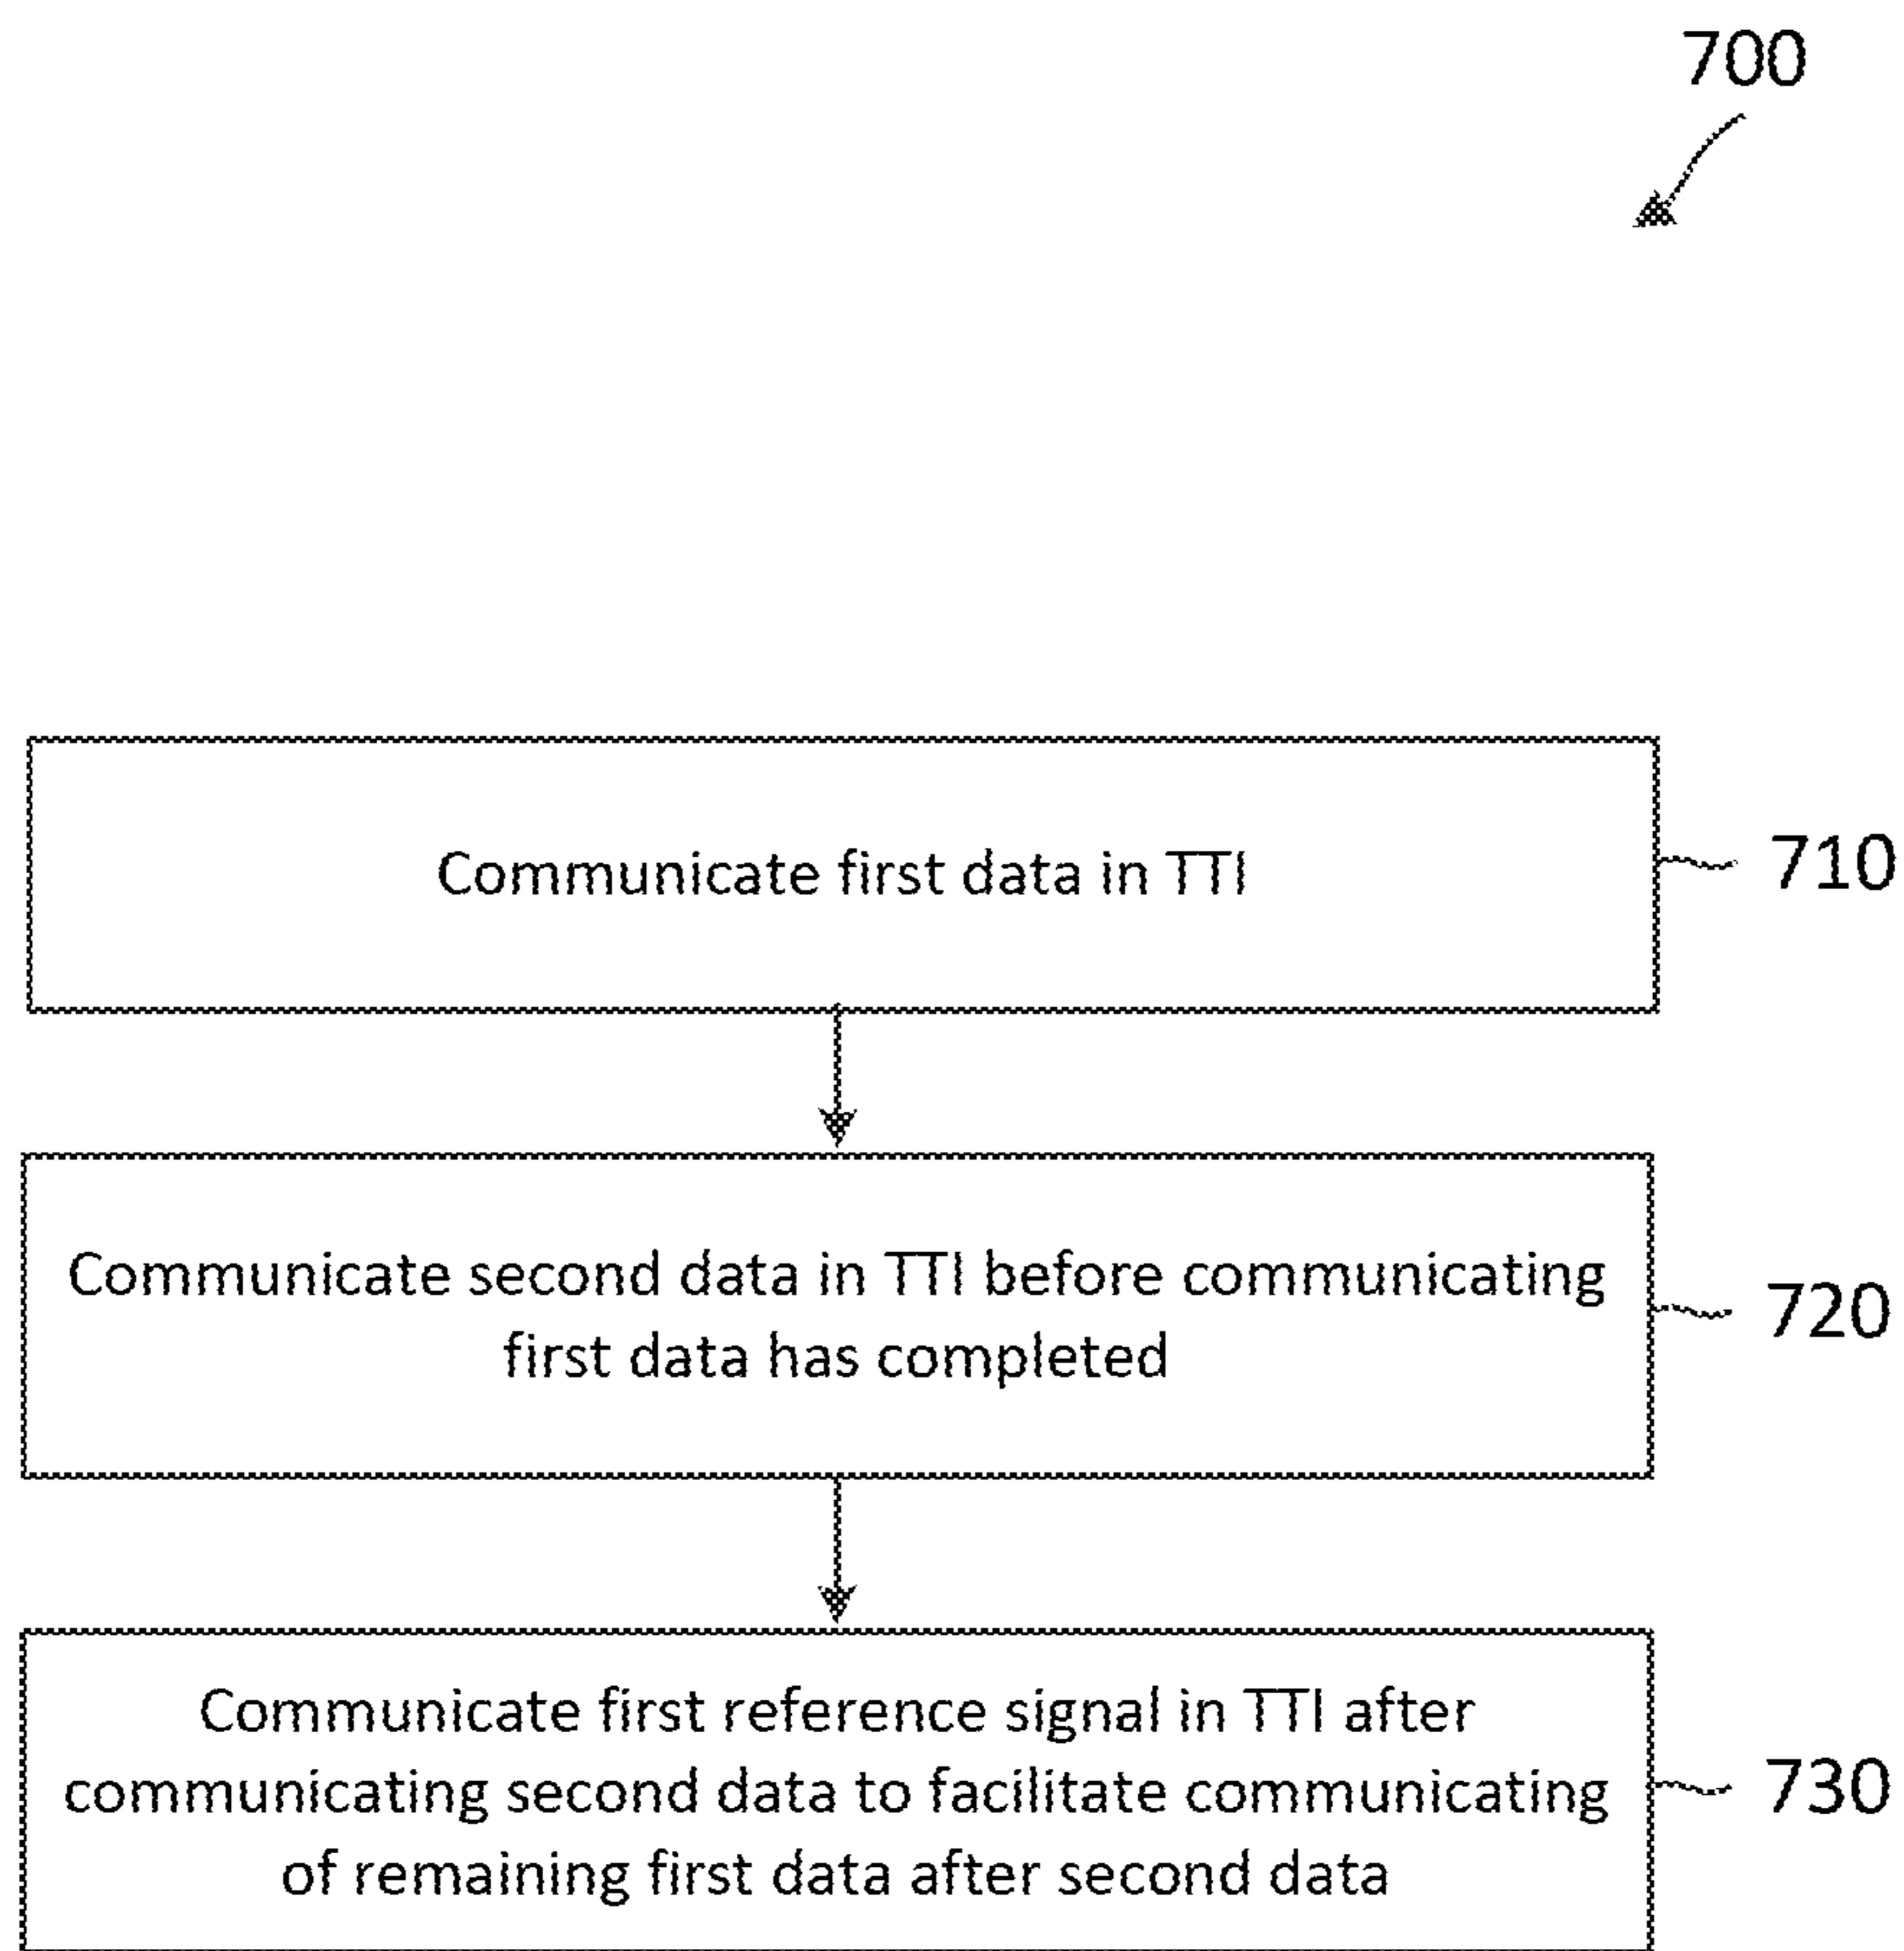 700
Communicate first data in TTI
710
Communicate second data in TTI before communicating
first data has completed
720
Communicate first reference signal in TTI after
communicating second data to facilitate communicating
of remaining first data after second data
730